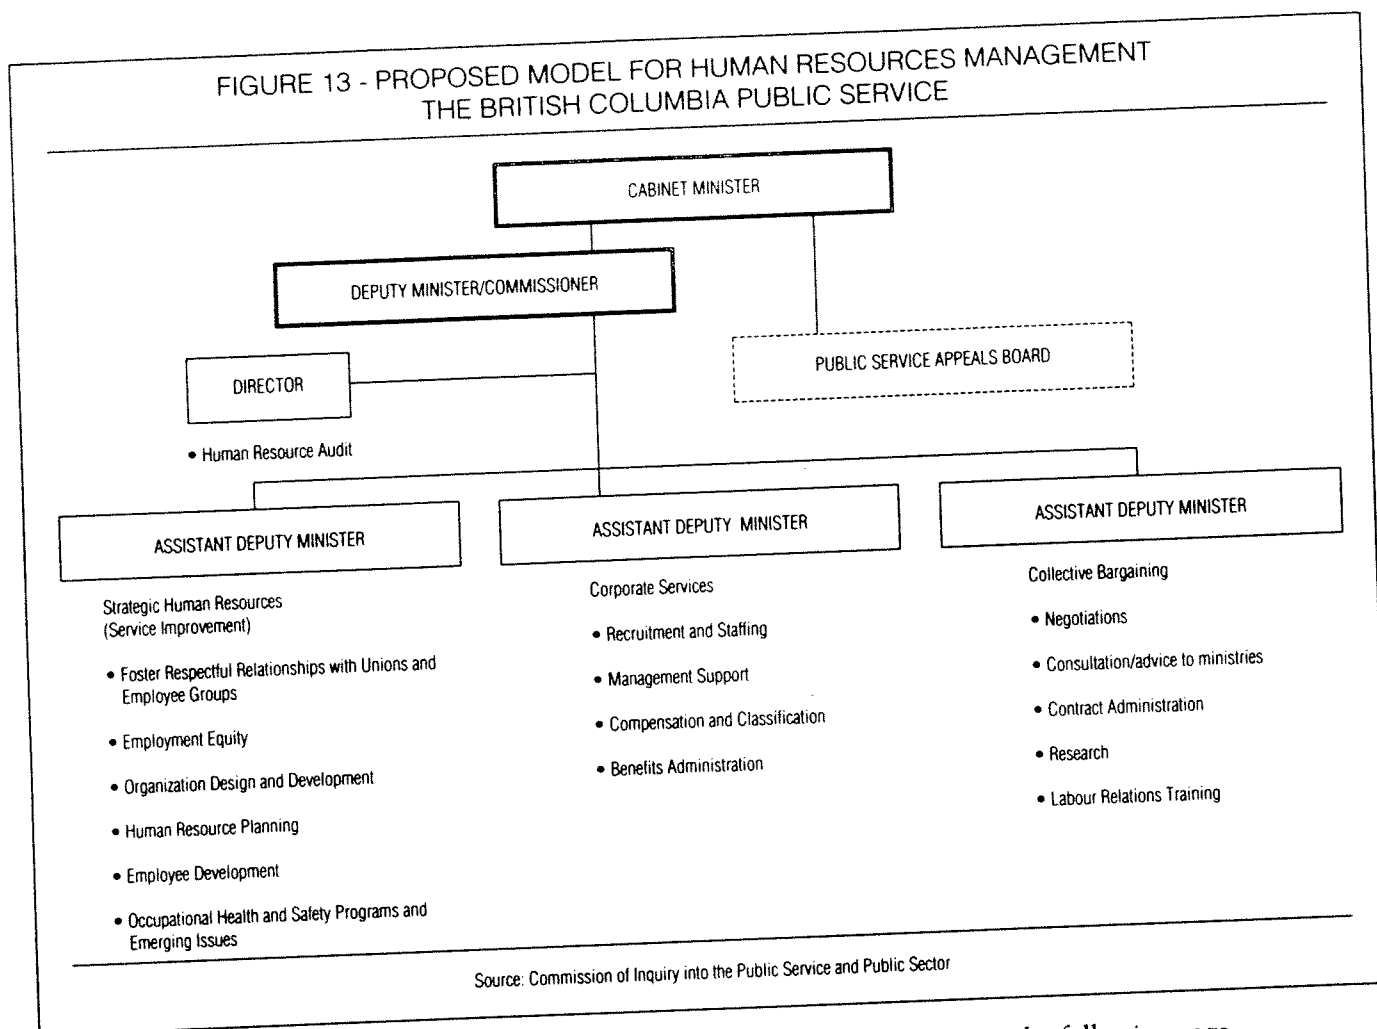 FIGURE 13 - PROPOSED MODEL FOR HUMAN RESOURCES MANAGEMENT
THE BRITISH COLUMBIA PUBLIC SERVICE
CABINET MINISTER
DEPUTY MINISTER/COMMISSIONER
PUBLIC SERVICE APPEALS BOARD
DIRECTOR
• Human Resource Audit
ASSISTANT DEPUTY MINISTER
Strategic Human Resources
(Service Improvement)
• Foster Respectful Relationships with Unions and
Employee Groups
• Employment Equity
• Organization Design and Development
• Human Resource Planning
• Employee Development
• Occupational Health and Safety Programs and
Emerging Issues
ASSISTANT DEPUTY MINISTER
Corporate Services
• Recruitment and Staffing
• Management Support
• Compensation and Classification
• Benefits Administration
ASSISTANT DEPUTY MINISTER
Collective Bargaining
• Negotiations
• Consultation/advice to ministries
• Contract Administration
• Research
• Labour Relations Training
Source: Commission of Inquiry into the Public Service and Public Sector